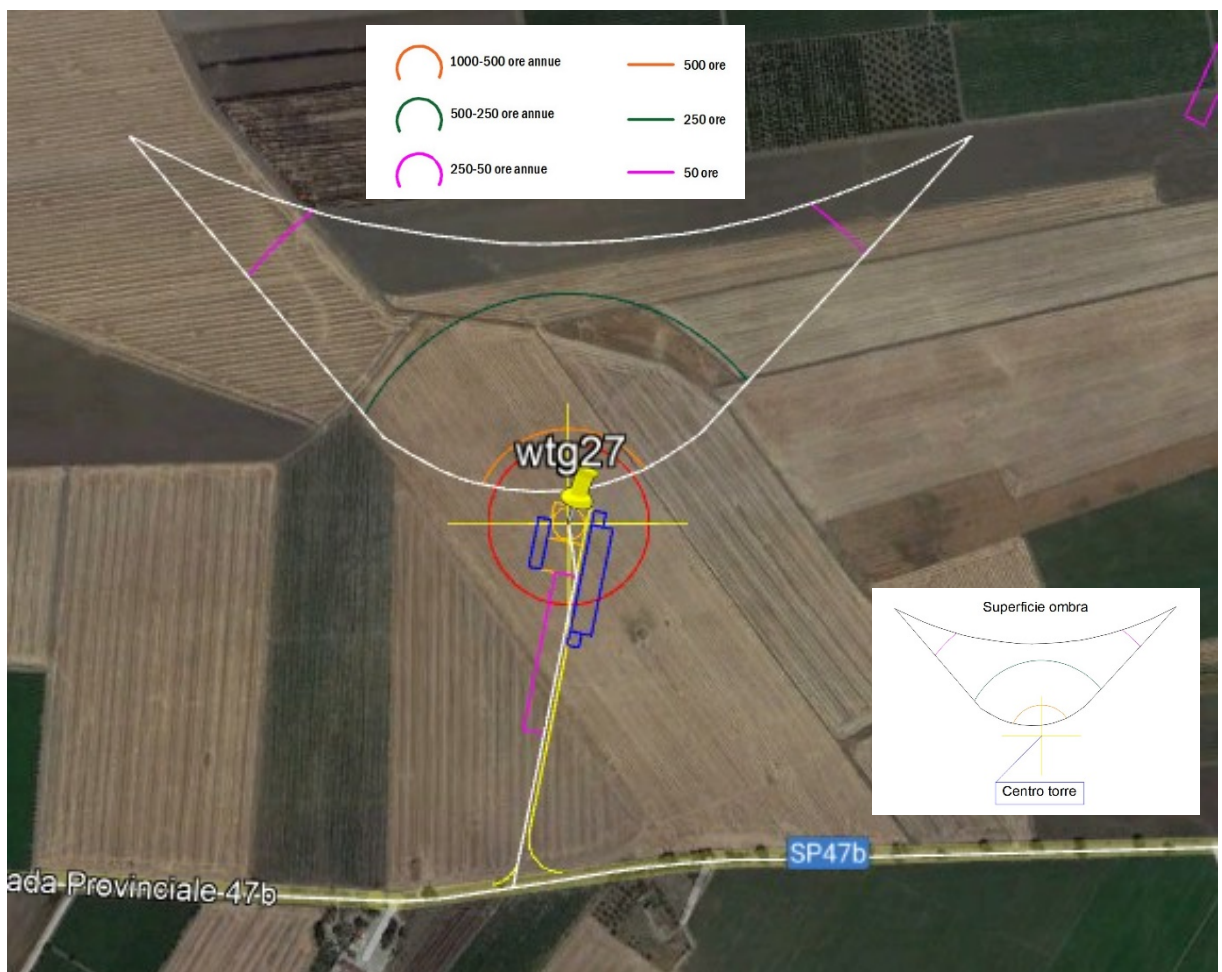 1000-500 ore annue
500 ore
500-250 ore annue
250 ore
250-50 ore annue
50 ore
wtg27
Superficie ombra
Centro torre
SP47b
ada Provinciale 47b